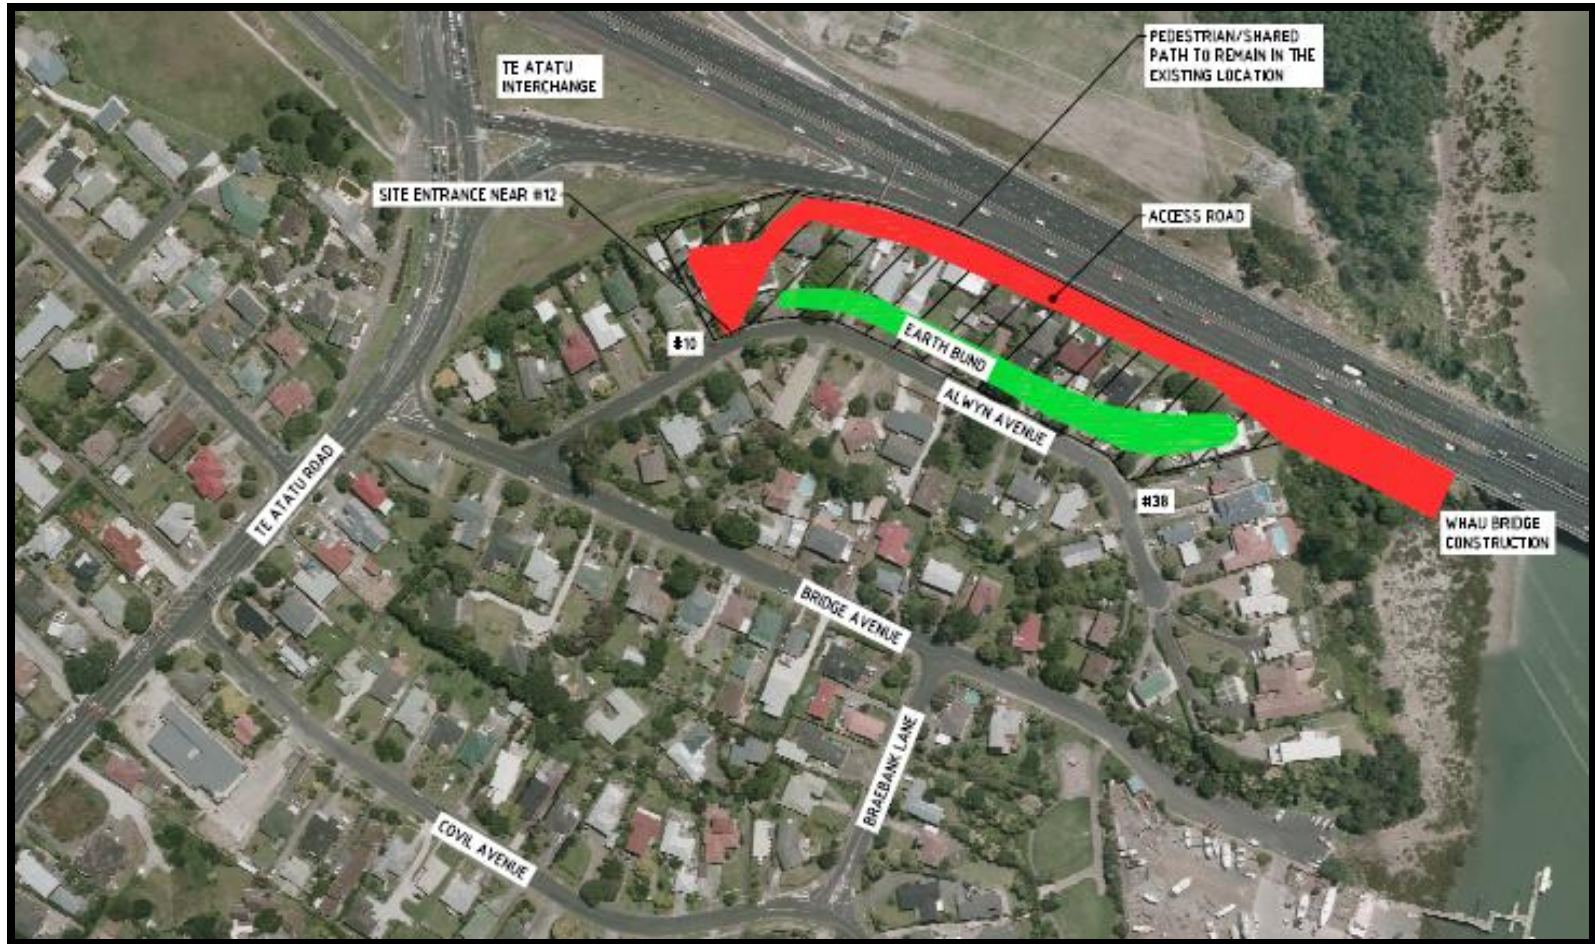 PEDESTRIAN/SHARED
PATH TO REMAIN IN THE
EXISTING LOCATION
TE ATATU
INTERCHANGE
SITE ENTRANCE NEAR #12
ACCESS ROAD
#10
EARTH BUND
ALWYN AVENUE
TE ATATU ROAD
#38
WHAU BRIDGE
CONSTRUCTION
BRIDGE AVENUE
BRAEBANK LANE
COVIL AVENUE